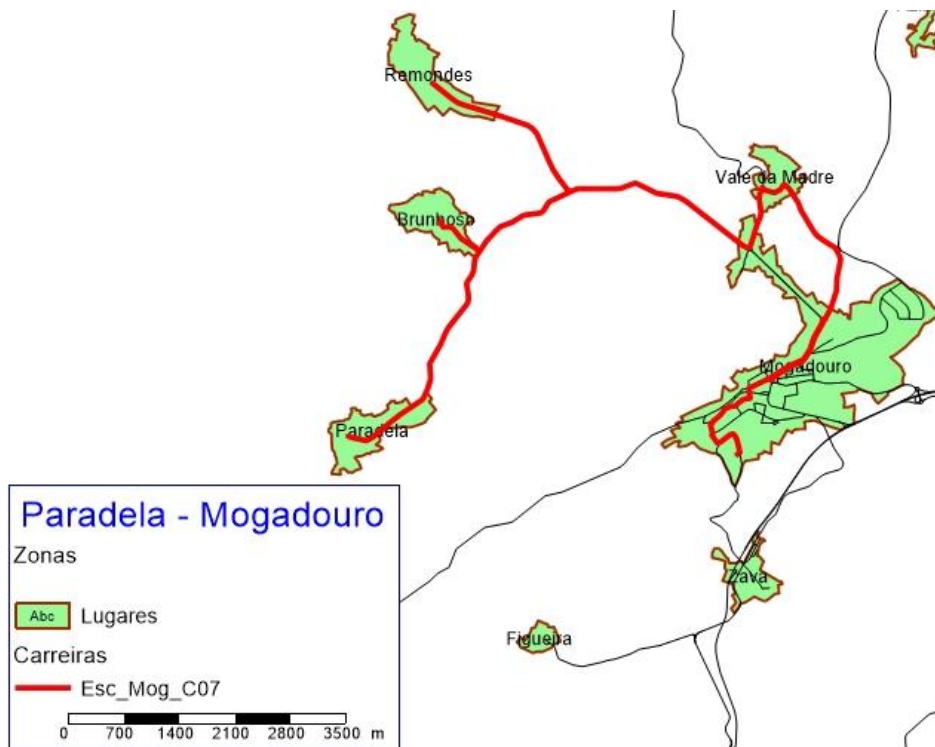 Remondes
Vale da Madre
Brunhoso
Mogadouro
Paradela
Zava
Figueira
Paradela - Mogadouro
Zonas
Abc Lugares
Carreiras
Esc_Mog_C07
0 700 1400 2100 2800 3500 m